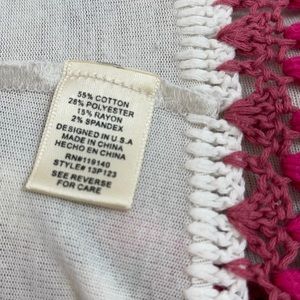 55% COTTON
28% POLYESTER
15% RAYON
2% SPANDEX
DESIGNED IN U.S.A
MADE IN CHINA
HECHO EN CHINA
RN#119140
STYLE# 13P123
SEE REVERSE
FOR CARE